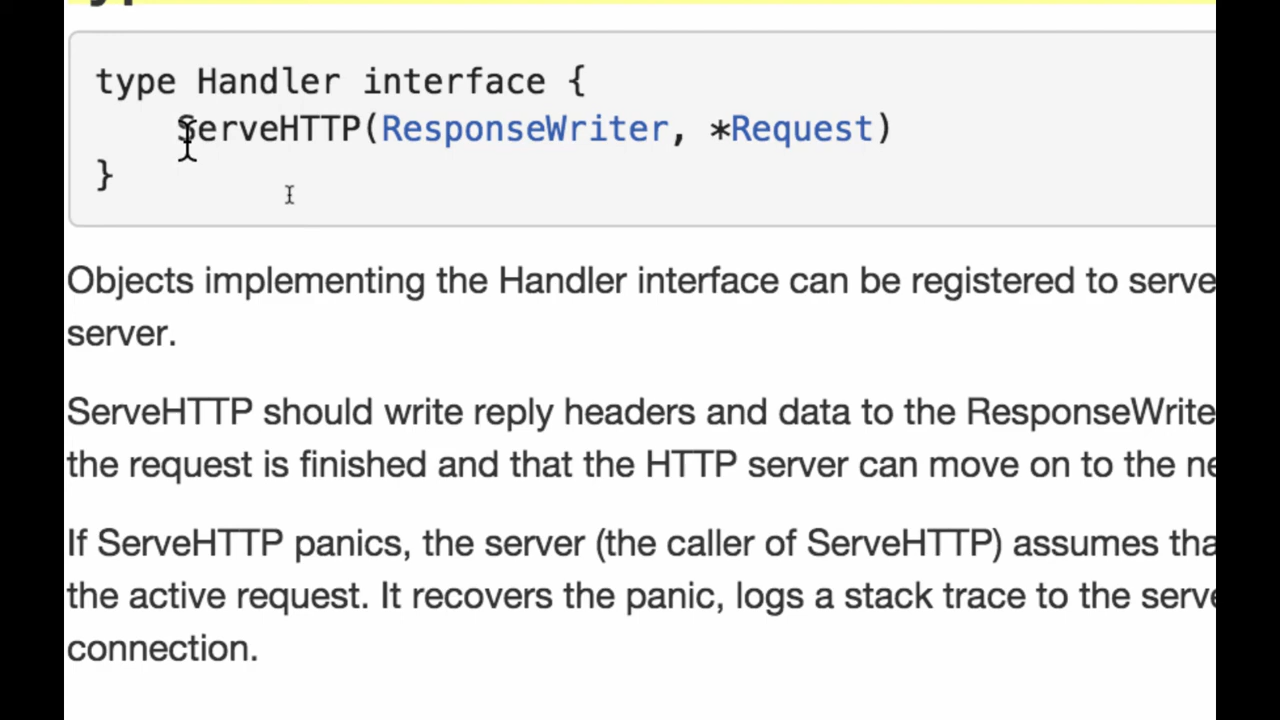 type Handler interface {
ServeHTTP(ResponseWriter, *Request)
}
Objects implementing the Handler interface can be registered to serve
server.
ServeHTTP should write reply headers and data to the ResponseWrite
the request is finished and that the HTTP server can move on to the ne
If ServeHTTP panics, the server (the caller of ServeHTTP) assumes tha
the active request. It recovers the panic, logs a stack trace to the serve
connection.